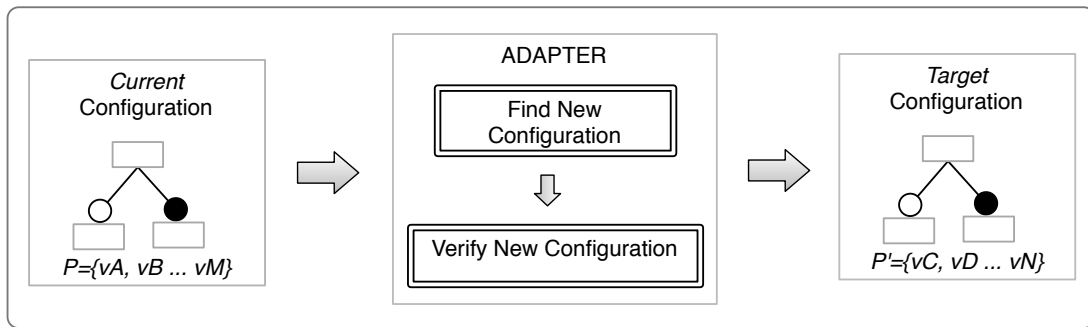 Current
Configuration
P={vA, vB ... vM}
ADAPTER
Find New
Configuration
Verify New Configuration
Target
Configuration
P'={vC, vD ... vN}